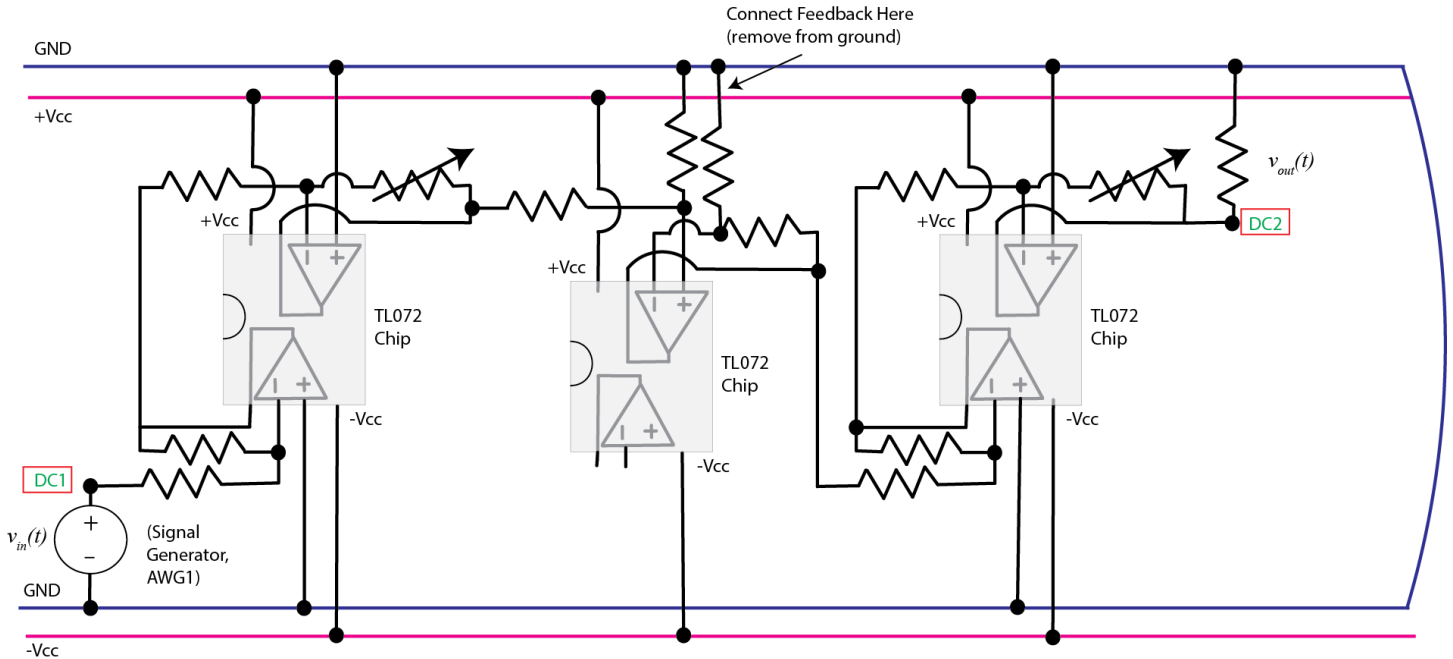 Connect Feedback Here
(remove from ground)
GND
+Vcc
+Vcc
+Vcc
+Vcc
v_out(t)
DC2
TL072
Chip
TL072
Chip
TL072
Chip
-Vcc
-Vcc
-Vcc
DC1
v_in(t)
(Signal
Generator,
AWG1)
GND
-Vcc